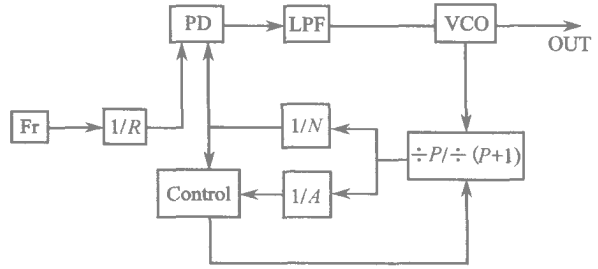 PD
LPF
VCO
OUT
Fr
1/R
1/N
÷P/÷(P+1)
Control
1/A